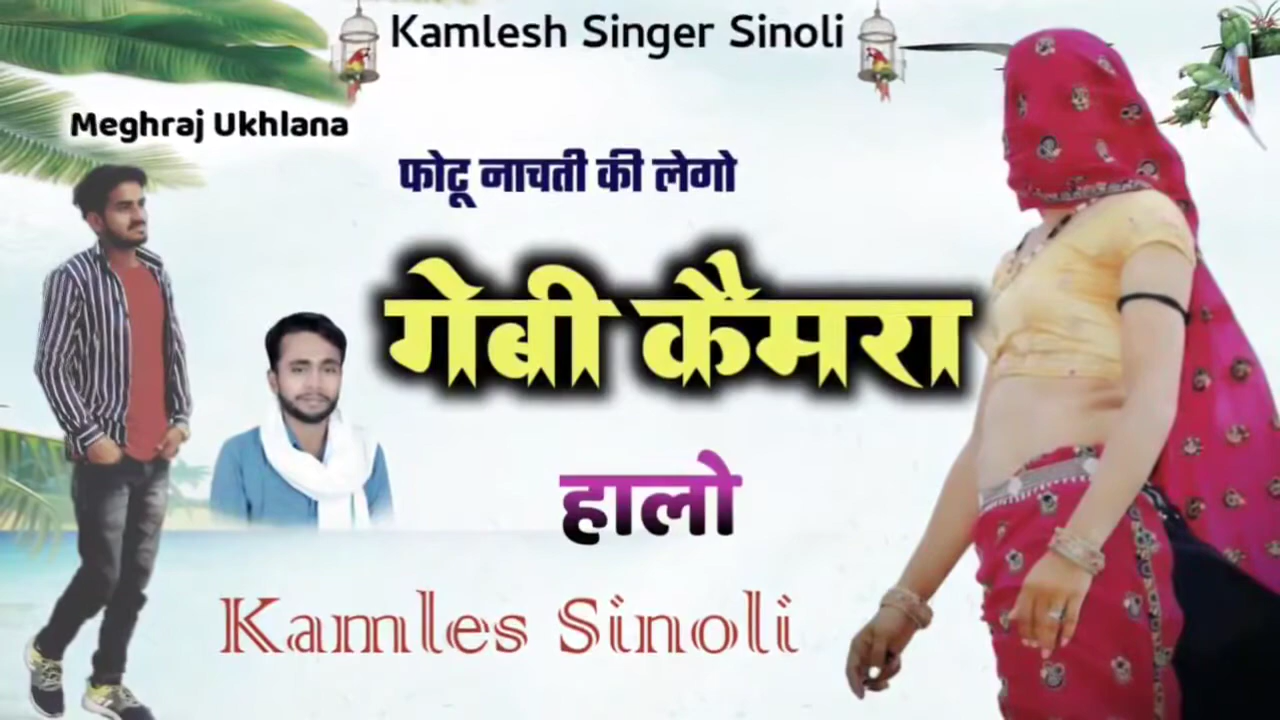 Kamlesh Singer Sinoli
Meghraj Ukhlana
फोटू नाचती की लेगो
गेबी कैमरा
हालो
Kamles Sinoli